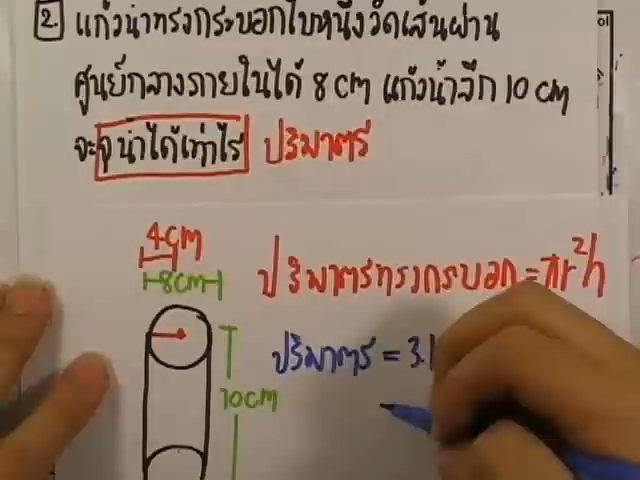 2. แก้วน้ำทรงกระบอกใบหนึ่งวัดเส้นผ่าน
ศูนย์กลางภายในได้ 8 cm แก้วน้ำลึก 10 cm
จะจุน้ำได้เท่าไร ปริมาตร
4cm
8cm
ปริมาตรทรงกระบอก = πr²h
ปริมาตร = 3.1
10cm